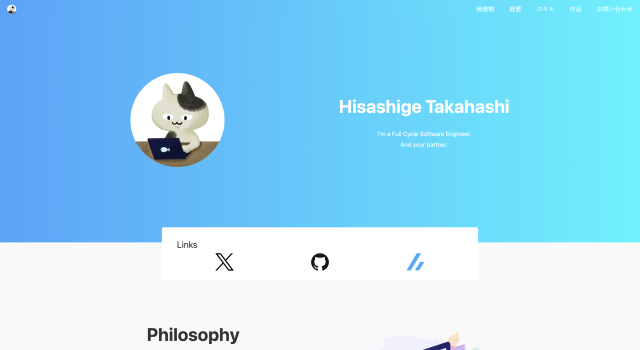 価値観 経歴 スキル 作品 お問い合わせ
Hisashige Takahashi
I'm a Full Cycle Software Engineer.
And your partner.
Links
Philosophy